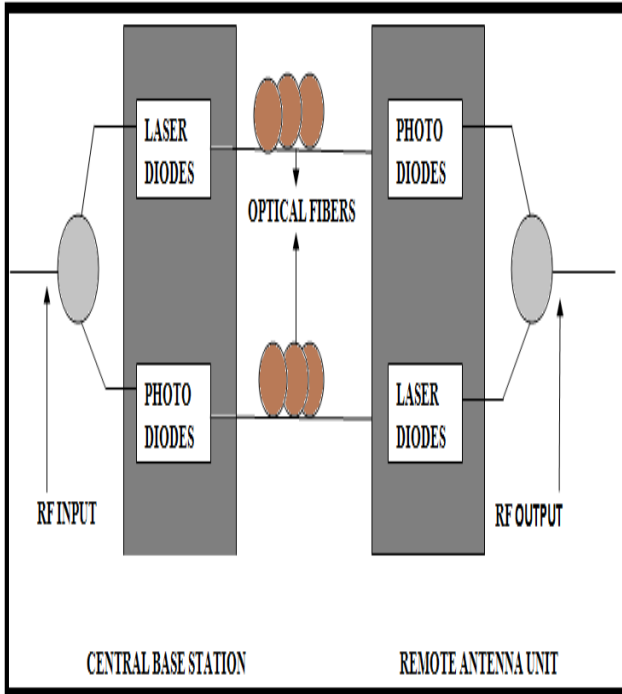 LASER
DIODES
PHOTO
DIODES
OPTICAL FIBERS
PHOTO
DIODES
LASER
DIODES
RF INPUT
RF OUTPUT
CENTRAL BASE STATION
REMOTE ANTENNA UNIT